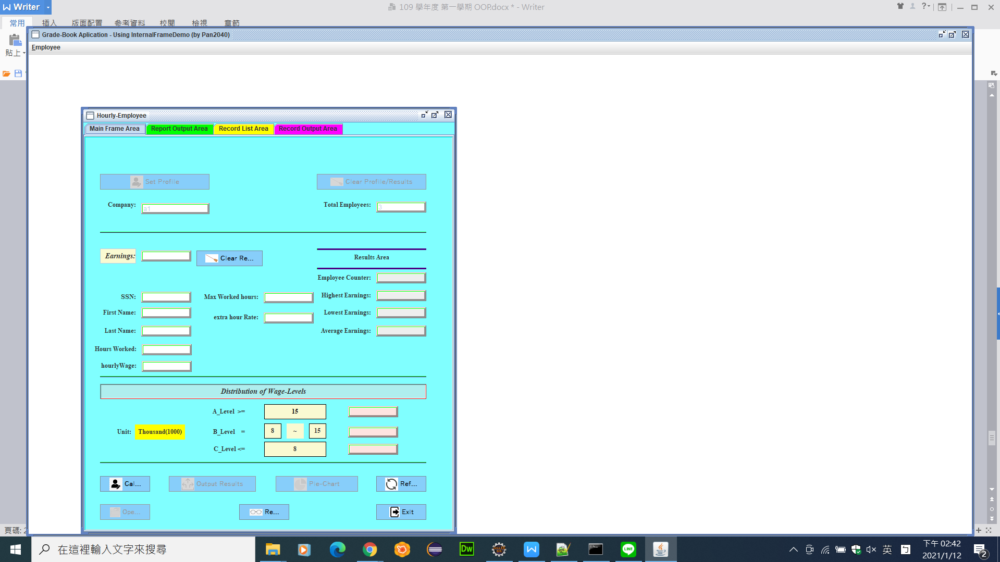 Writer
109 學年度 第一學期 OOP.docx * - Writer
常用 插入 版面配置 參考資料 校閱 檢視 章節
Grade-Book Aplication - Using InternalFrameDemo (by Pan2040)
貼上
Employee
Hourly-Employee
Main Frame Area Report Output Area Record List Area Record Output Area
Set Profile Clear Profile/Results
Company: a1 Total Employees: 3
Earnings: Clear Re... Results Area
Employee Counter:
SSN: Max Worked hours: Highest Earnings:
First Name: extra hour Rate: Lowest Earnings:
Last Name: Average Earnings:
Hours Worked:
hourlyWage:
Distribution of Wage-Levels
A_Level >= 15
Unit: Thousand(1000) B_Level = 8 ~ 15
C_Level <= 8
Cal... Output Results Pie-Chart Ref...
Ope... Re... Exit
頁碼: 2
在這裡輸入文字來搜尋
Dw
LINE
英
下午 02:42
2021/1/12
2